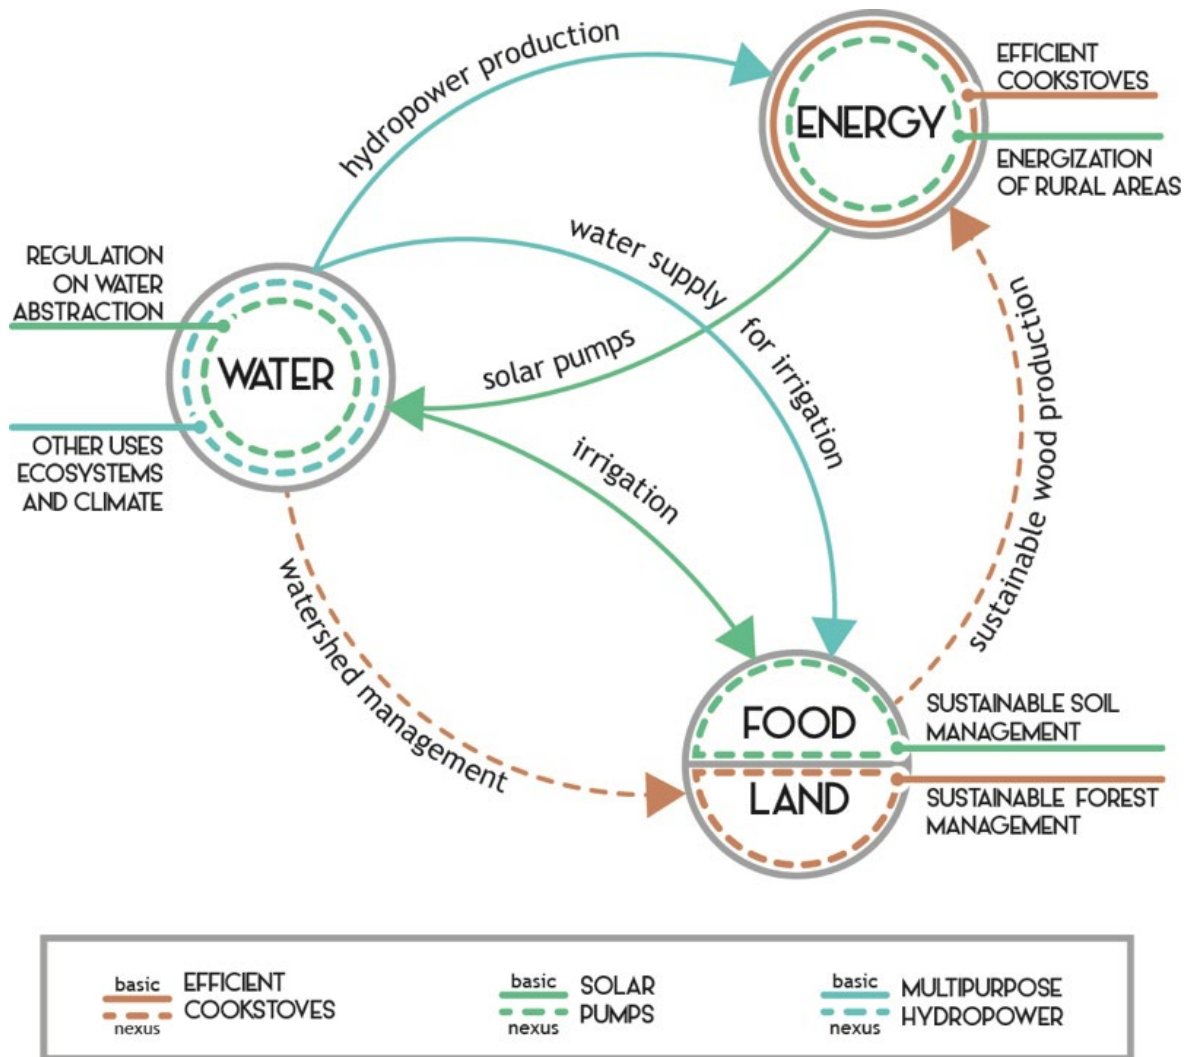 hydropower production
EFFICIENT
COOKSTOVES
ENERGY
ENERGIZATION
OF RURAL AREAS
water supply
for irrigation
REGULATION
ON WATER
ABSTRACTION
WATER
solar pumps
OTHER USES
ECOSYSTEMS
AND CLIMATE
irrigation
sustainable wood production
watershed management
FOOD
SUSTAINABLE SOIL
MANAGEMENT
LAND
SUSTAINABLE FOREST
MANAGEMENT
basic
nexus
EFFICIENT
COOKSTOVES
basic
nexus
SOLAR
PUMPS
basic
nexus
MULTIPURPOSE
HYDROPOWER